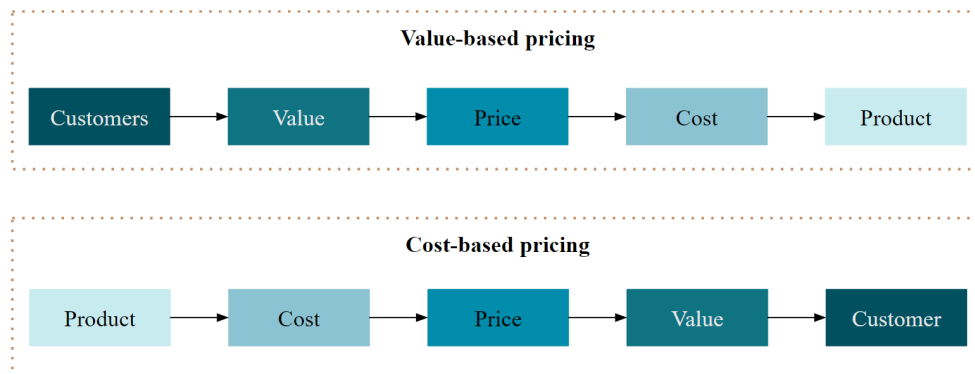 Value-based pricing
Customers
Value
Price
Cost
Product
Cost-based pricing
Product
Cost
Price
Value
Customer